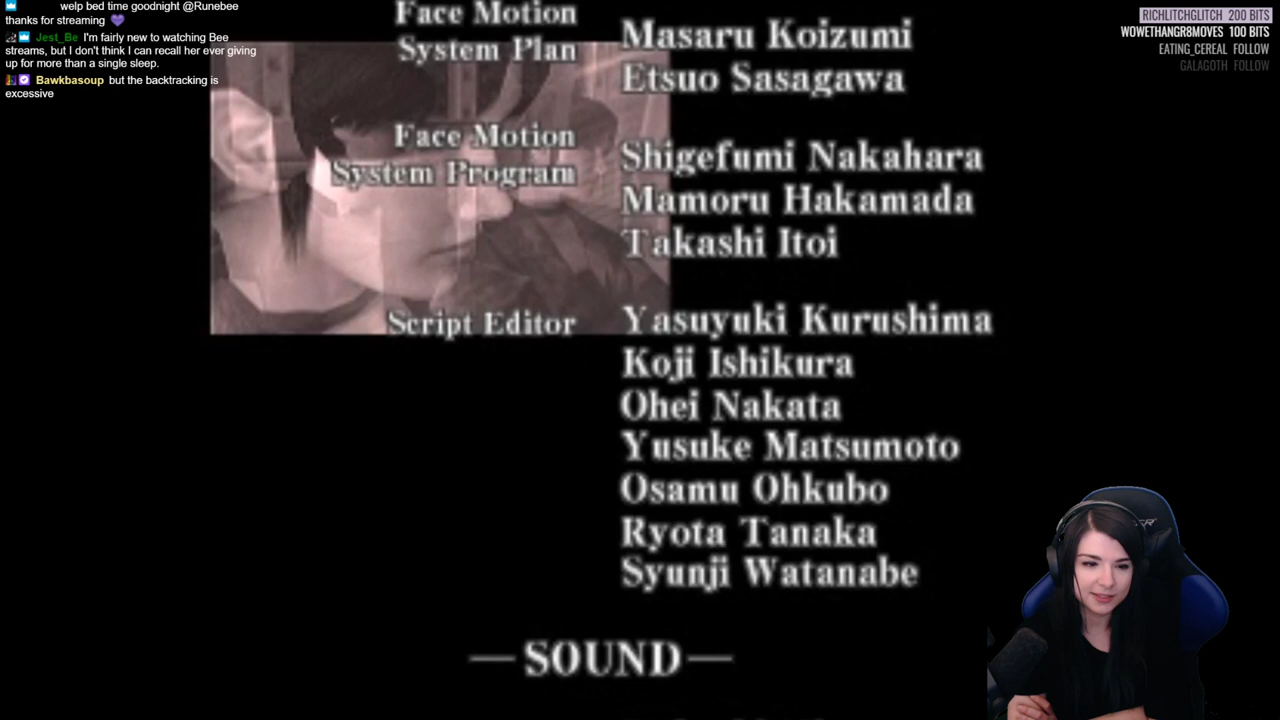 welp bed time goodnight @Runebee
thanks for streaming
Jest_Be I'm fairly new to watching Bee
streams, but I don't think I can recall her ever giving
up for more than a single sleep.
Bawkbasoup but the backtracking is
excessive
RICHLITCHGLITCH 200 BITS
WOWETHANGR8MOVES 100 BITS
EATING_CEREAL FOLLOW
GALAGOTH FOLLOW
Face Motion
System Plan
Masaru Koizumi
Etsuo Sasagawa
Face Motion
System Program
Shigefumi Nakahara
Mamoru Hakamada
Takashi Itoi
Script Editor
Yasuyuki Kurushima
Koji Ishikura
Ohei Nakata
Yusuke Matsumoto
Osamu Ohkubo
Ryota Tanaka
Syunji Watanabe
—SOUND—